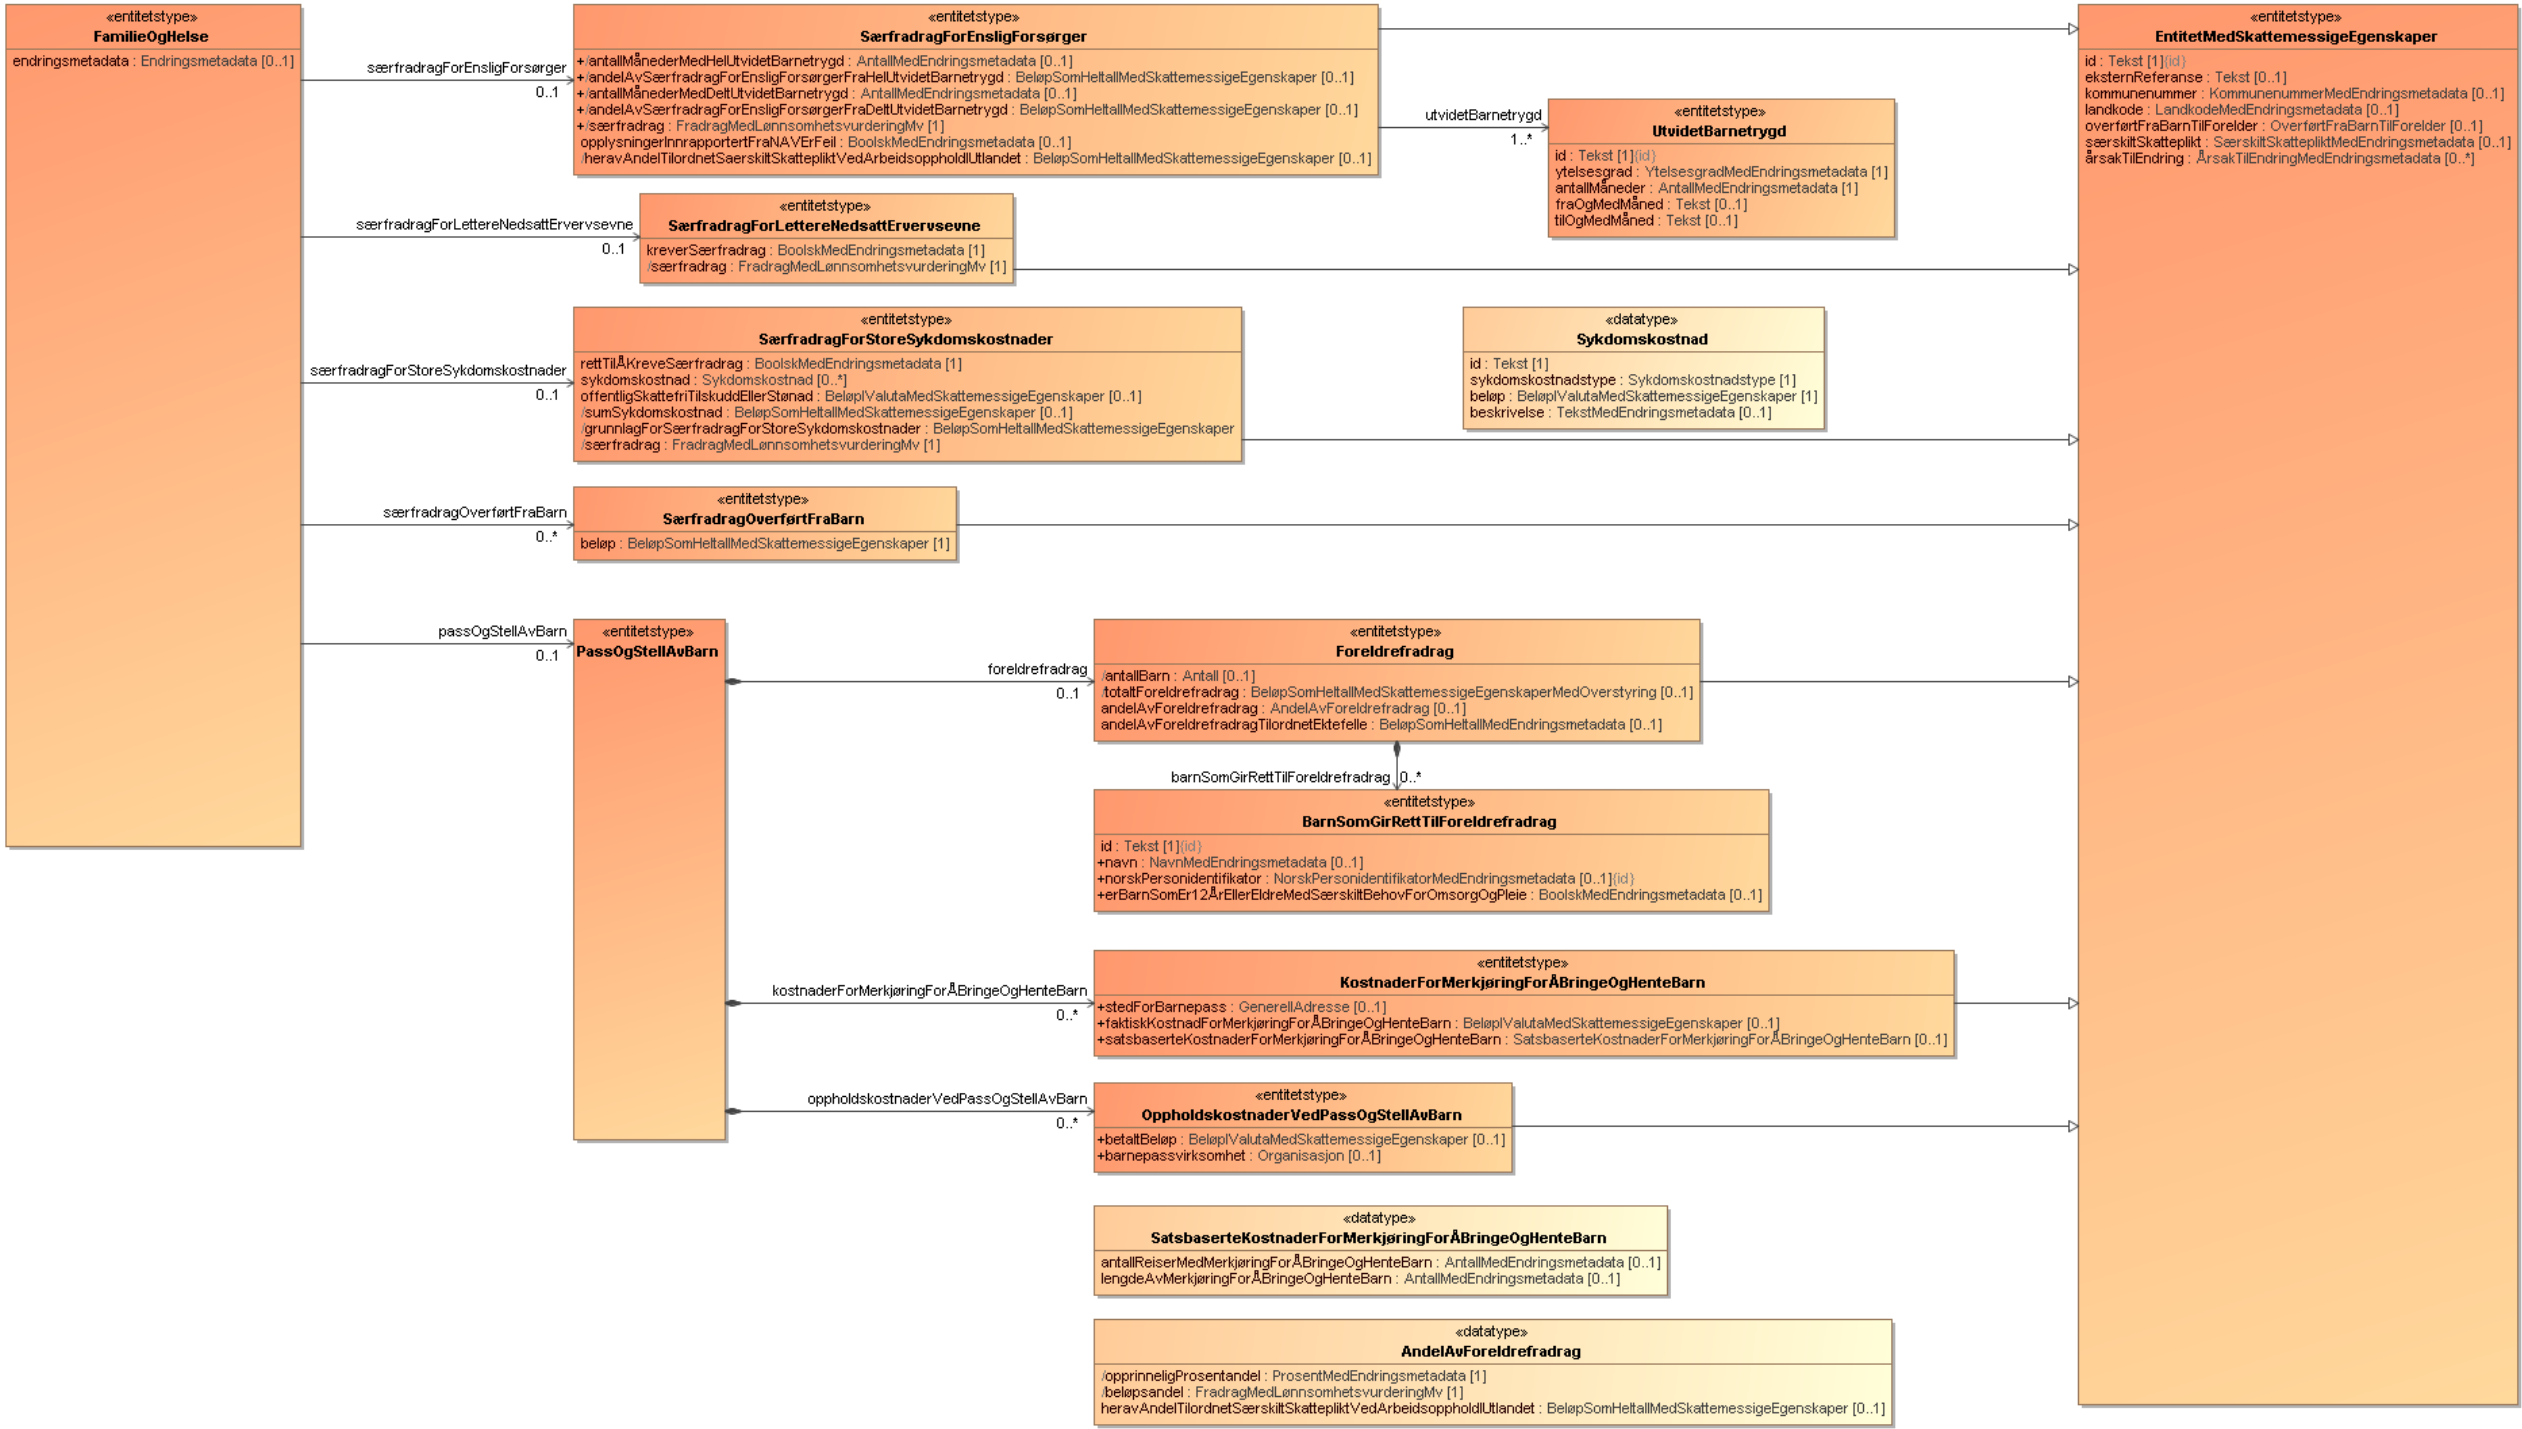 «entitetstype»
FamilieOgHelse
endringsmetadata : Endringsmetadata [0..1]
særfradragForEnsligForsørger
0..1
«entitetstype»
SærfradragForEnsligForsørger
+/antallMånederMedHelUtvidetBarnetrygd : AntallMedEndringsmetadata [0..1]
+/andelAvSærfradragForEnsligForsørgerFraHelUtvidetBarnetrygd : BeløpSomHeltallMedSkattemessigeEgenskaper [0..1]
+/antallMånederMedDeltUtvidetBarnetrygd : AntallMedEndringsmetadata [0..1]
+/andelAvSærfradragForEnsligForsørgerFraDeltUtvidetBarnetrygd : BeløpSomHeltallMedSkattemessigeEgenskaper [0..1]
+/særfradrag : FradragMedLønnsomhetsvurderingMv [1]
opplysningerInnrapportertFraNAVErFeil : BoolskMedEndringsmetadata [0..1]
/heravAndelTilordnetSaerskiltSkattepliktVedArbeidsoppholdIUtlandet : BeløpSomHeltallMedSkattemessigeEgenskaper [0..1]
utvidetBarnetrygd
1..*
«entitetstype»
UtvidetBarnetrygd
id : Tekst [1]{id}
ytelsesgrad : YtelsesgradMedEndringsmetadata [1]
antallMåneder : AntallMedEndringsmetadata [1]
fraOgMedMåned : Tekst [0..1]
tilOgMedMåned : Tekst [0..1]
«entitetstype»
EntitetMedSkattemessigeEgenskaper
id : Tekst [1]{id}
eksternReferanse : Tekst [0..1]
kommunenummer : KommunenummerMedEndringsmetadata [0..1]
landkode : LandkodeMedEndringsmetadata [0..1]
overførtFraBarnTilForelder : OverførtFraBarnTilForelder [0..1]
særskiltSkatteplikt : SærskiltSkattepliktMedEndringsmetadata [0..1]
årsakTilEndring : ÅrsakTilEndringMedEndringsmetadata [0..*]
særfradragForLettereNedsattErvervsevne
0..1
«entitetstype»
SærfradragForLettereNedsattErvervsevne
kreverSærfradrag : BoolskMedEndringsmetadata [1]
/særfradrag : FradragMedLønnsomhetsvurderingMv [1]
særfradragForStoreSykdomskostnader
0..1
«entitetstype»
SærfradragForStoreSykdomskostnader
rettTilÅKreveSærfradrag : BoolskMedEndringsmetadata [1]
sykdomskostnad : Sykdomskostnad [0..*]
offentligSkattefriTilskuddEllerStønad : BeløpIValutaMedSkattemessigeEgenskaper [0..1]
/sumSykdomskostnad : BeløpSomHeltallMedSkattemessigeEgenskaper [0..1]
/grunnlagForSærfradragForStoreSykdomskostnader : BeløpSomHeltallMedSkattemessigeEgenskaper
/særfradrag : FradragMedLønnsomhetsvurderingMv [1]
«datatype»
Sykdomskostnad
id : Tekst [1]
sykdomskostnadstype : Sykdomskostnadstype [1]
beløp : BeløpIValutaMedSkattemessigeEgenskaper [1]
beskrivelse : TekstMedEndringsmetadata [0..1]
særfradragOverførtFraBarn
0..*
«entitetstype»
SærfradragOverførtFraBarn
beløp : BeløpSomHeltallMedSkattemessigeEgenskaper [1]
passOgStellAvBarn
0..1
«entitetstype»
PassOgStellAvBarn
foreldrefradrag
0..1
«entitetstype»
Foreldrefradrag
/antallBarn : Antall [0..1]
/totaltForeldrefradrag : BeløpSomHeltallMedSkattemessigeEgenskaperMedOverstyring [0..1]
andelAvForeldrefradrag : AndelAvForeldrefradrag [0..1]
andelAvForeldrefradragTilordnetEktefelle : BeløpSomHeltallMedEndringsmetadata [0..1]
barnSomGirRettTilForeldrefradrag 0..*
«entitetstype»
BarnSomGirRettTilForeldrefradrag
id : Tekst [1]{id}
+navn : NavnMedEndringsmetadata [0..1]
+norskPersonidentifikator : NorskPersonidentifikatorMedEndringsmetadata [0..1]{id}
+erBarnSomEr12ÅrEllerEldreMedSærskiltBehovForOmsorgOgPleie : BoolskMedEndringsmetadata [0..1]
kostnaderForMerkjøringForÅBringeOgHenteBarn
0..*
«entitetstype»
KostnaderForMerkjøringForÅBringeOgHenteBarn
+stedForBarnepass : GenerellAdresse [0..1]
+faktiskKostnadForMerkjøringForÅBringeOgHenteBarn : BeløpIValutaMedSkattemessigeEgenskaper [0..1]
+satsbaserteKostnaderForMerkjøringForÅBringeOgHenteBarn : SatsbaserteKostnaderForMerkjøringForÅBringeOgHenteBarn [0..1]
oppholdskostnaderVedPassOgStellAvBarn
0..*
«entitetstype»
OppholdskostnaderVedPassOgStellAvBarn
+betaltBeløp : BeløpIValutaMedSkattemessigeEgenskaper [0..1]
+barnepassvirksomhet : Organisasjon [0..1]
«datatype»
SatsbaserteKostnaderForMerkjøringForÅBringeOgHenteBarn
antallReiserMedMerkjøringForÅBringeOgHenteBarn : AntallMedEndringsmetadata [0..1]
lengdeAvMerkjøringForÅBringeOgHenteBarn : AntallMedEndringsmetadata [0..1]
«datatype»
AndelAvForeldrefradrag
/opprinneligProsentandel : ProsentMedEndringsmetadata [1]
/beløpsandel : FradragMedLønnsomhetsvurderingMv [1]
heravAndelTilordnetSærskiltSkattepliktVedArbeidsoppholdIUtlandet : BeløpSomHeltallMedSkattemessigeEgenskaper [0..1]